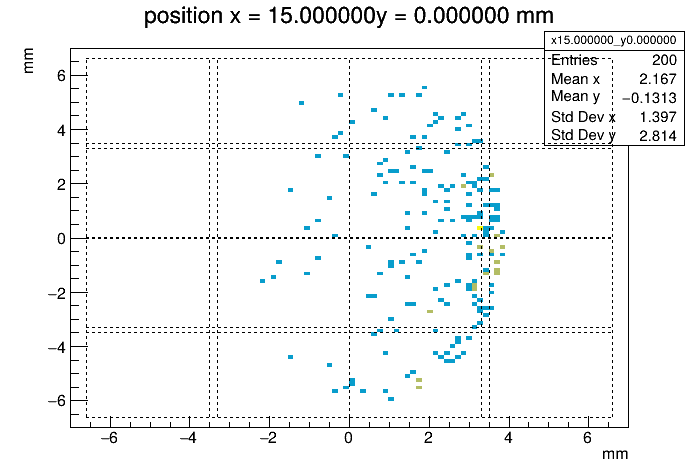 position x = 15.000000y = 0.000000 mm
x15.000000_y0.000000
Entries 200
Mean x 2.167
Mean y −0.1313
Std Dev x 1.397
Std Dev y 2.814
mm
6
4
2
0
−2
−4
−6
−6 −4 −2 0 2 4 6
mm